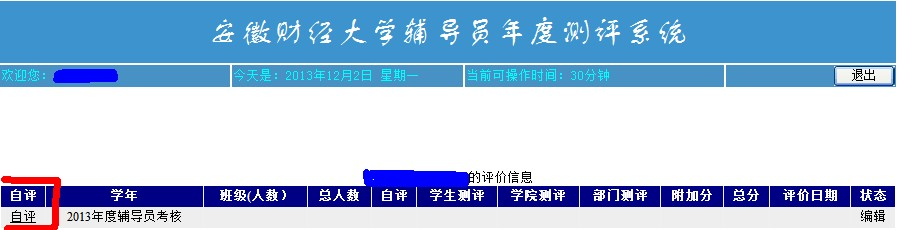 安徽财经大学辅导员年度测评系统
欢迎您： 今天是：2013年12月2日 星期一 当前可操作时间：30分钟 退出
的评价信息
自评 学年 班级(人数) 总人数 自评 学生测评 学院测评 部门测评 附加分 总分 评价日期 状态
自评 2013年度辅导员考核 编辑